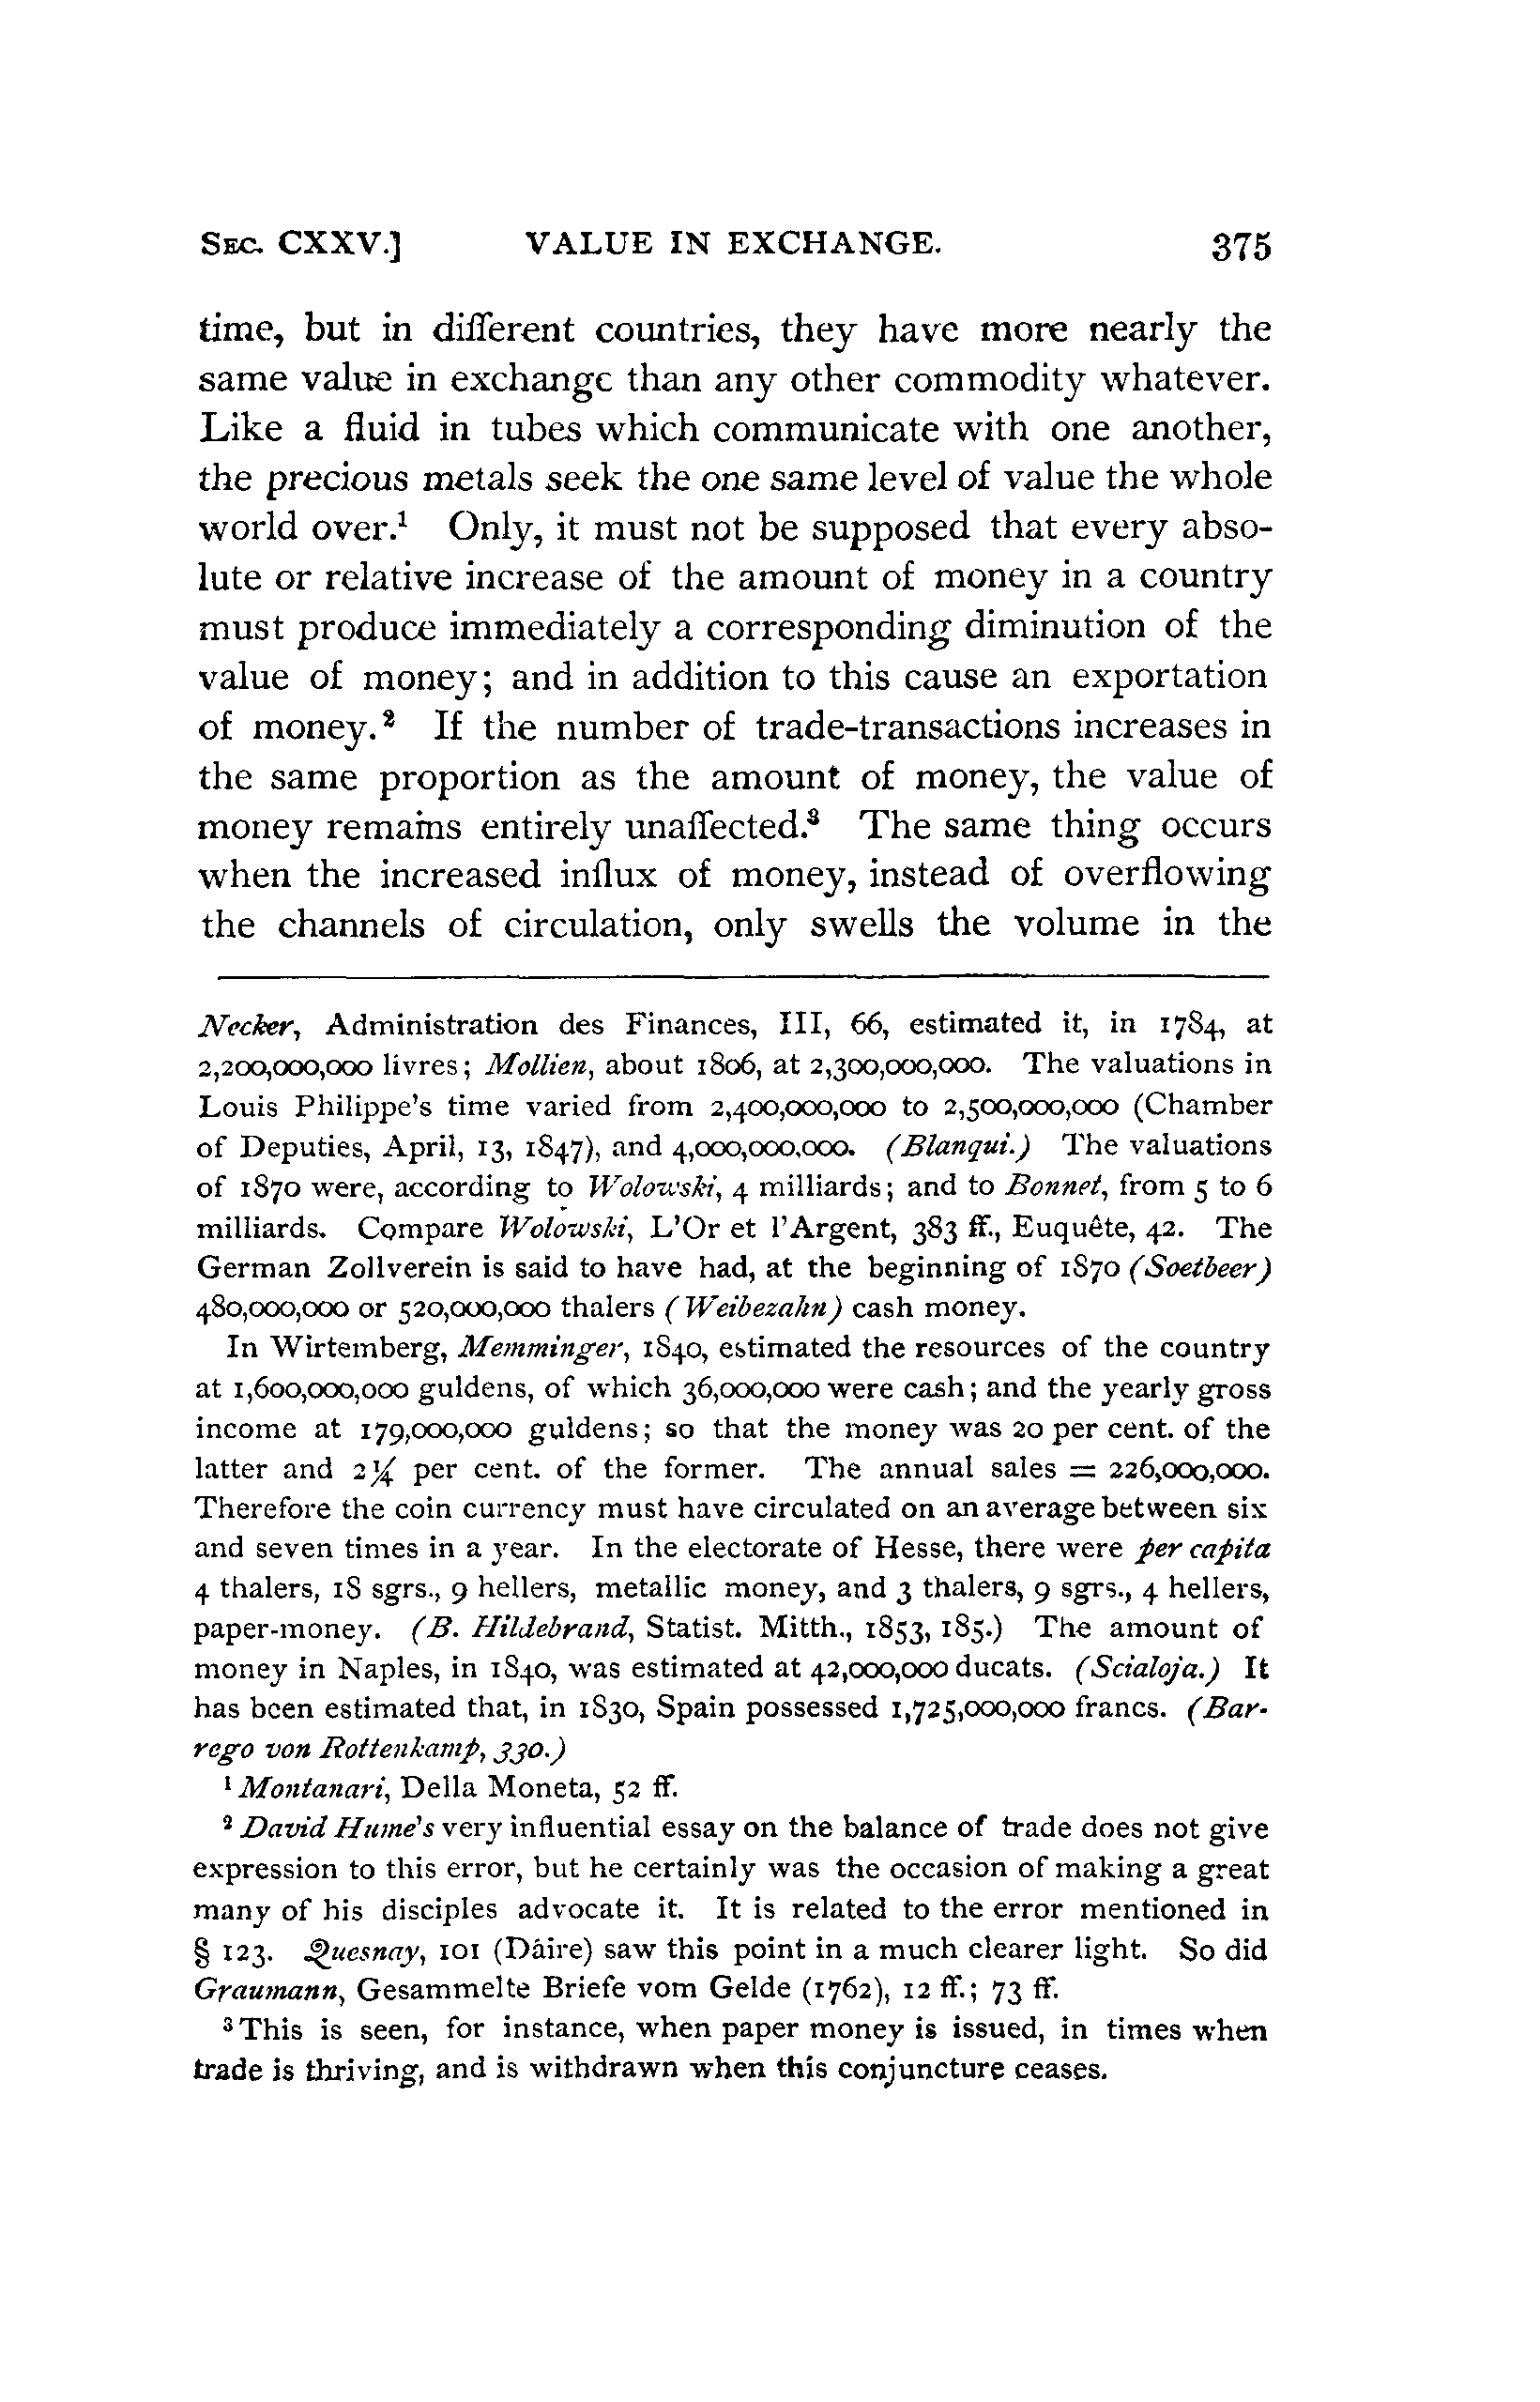 SEC. CXXV.] VALUE IN EXCHANGE. 375
time, but in different countries, they have more nearly the
same value in exchange than any other commodity whatever.
Like a fluid in tubes which communicate with one another,
the precious metals seek the one same level of value the whole
world over.¹ Only, it must not be supposed that every abso-
lute or relative increase of the amount of money in a country
must produce immediately a corresponding diminution of the
value of money; and in addition to this cause an exportation
of money.² If the number of trade-transactions increases in
the same proportion as the amount of money, the value of
money remains entirely unaffected.³ The same thing occurs
when the increased influx of money, instead of overflowing
the channels of circulation, only swells the volume in the
Necker, Administration des Finances, III, 66, estimated it, in 1784, at
2,200,000,000 livres; Mollien, about 1806, at 2,300,000,000. The valuations in
Louis Philippe's time varied from 2,400,000,000 to 2,500,000,000 (Chamber
of Deputies, April, 13, 1847), and 4,000,000,000. (Blanqui.) The valuations
of 1870 were, according to Wolowski, 4 milliards; and to Bonnet, from 5 to 6
milliards. Compare Wolowski, L'Or et l'Argent, 383 ff., Euquête, 42. The
German Zollverein is said to have had, at the beginning of 1870 (Soetbeer)
480,000,000 or 520,000,000 thalers (Weibezahn) cash money.
In Wirtemberg, Memminger, 1840, estimated the resources of the country
at 1,600,000,000 guldens, of which 36,000,000 were cash; and the yearly gross
income at 179,000,000 guldens; so that the money was 20 per cent. of the
latter and 2¼ per cent. of the former. The annual sales = 226,000,000.
Therefore the coin currency must have circulated on an average between six
and seven times in a year. In the electorate of Hesse, there were per capita
4 thalers, 18 sgrs., 9 hellers, metallic money, and 3 thalers, 9 sgrs., 4 hellers,
paper-money. (B. Hildebrand, Statist. Mitth., 1853, 185.) The amount of
money in Naples, in 1840, was estimated at 42,000,000 ducats. (Scialoja.) It
has been estimated that, in 1830, Spain possessed 1,725,000,000 francs. (Bar-
rego von Rottenkamp, 330.)
¹ Montanari, Della Moneta, 52 ff.
² David Hume's very influential essay on the balance of trade does not give
expression to this error, but he certainly was the occasion of making a great
many of his disciples advocate it. It is related to the error mentioned in
§ 123. Quesnay, 101 (Dáire) saw this point in a much clearer light. So did
Graumann, Gesammelte Briefe vom Gelde (1762), 12 ff.; 73 ff.
³ This is seen, for instance, when paper money is issued, in times when
trade is thriving, and is withdrawn when this conjuncture ceases.